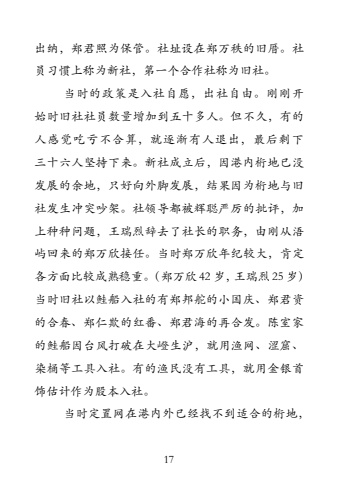 出纳，郑君照为保管。社址设在郑万秩的旧厝。社
员习惯上称为新社，第一个合作社称为旧社。
当时的政策是入社自愿，出社自由。刚刚开
始时旧社社员数量增加到五十多人。但不久，有的
人感觉吃亏不合算，就逐渐有人退出，最后剩下
三十六人坚持下来。新社成立后，因港内桁地已没
发展的余地，只好向外脚发展，结果因为桁地与旧
社发生冲突吵架。社领导都被辉聪严厉的批评，加
上种种问题，王瑞烈辞去了社长的职务，由刚从浯
屿回来的郑万欣接任。当时郑万欣年纪较大，肯定
各方面比较成熟稳重。（郑万欣 42 岁，王瑞烈 25 岁）
当时旧社以鲑船入社的有郑邦舵的小国庆、郑君资
的合春、郑仁欺的红番、郑君海的再合发。陈室家
的鲑船因台风打破在大嶝生沪，就用渔网、涩窟、
染桶等工具入社。有的渔民没有工具，就用金银首
饰估计作为股本入社。
当时定置网在港内外已经找不到适合的桁地，
17